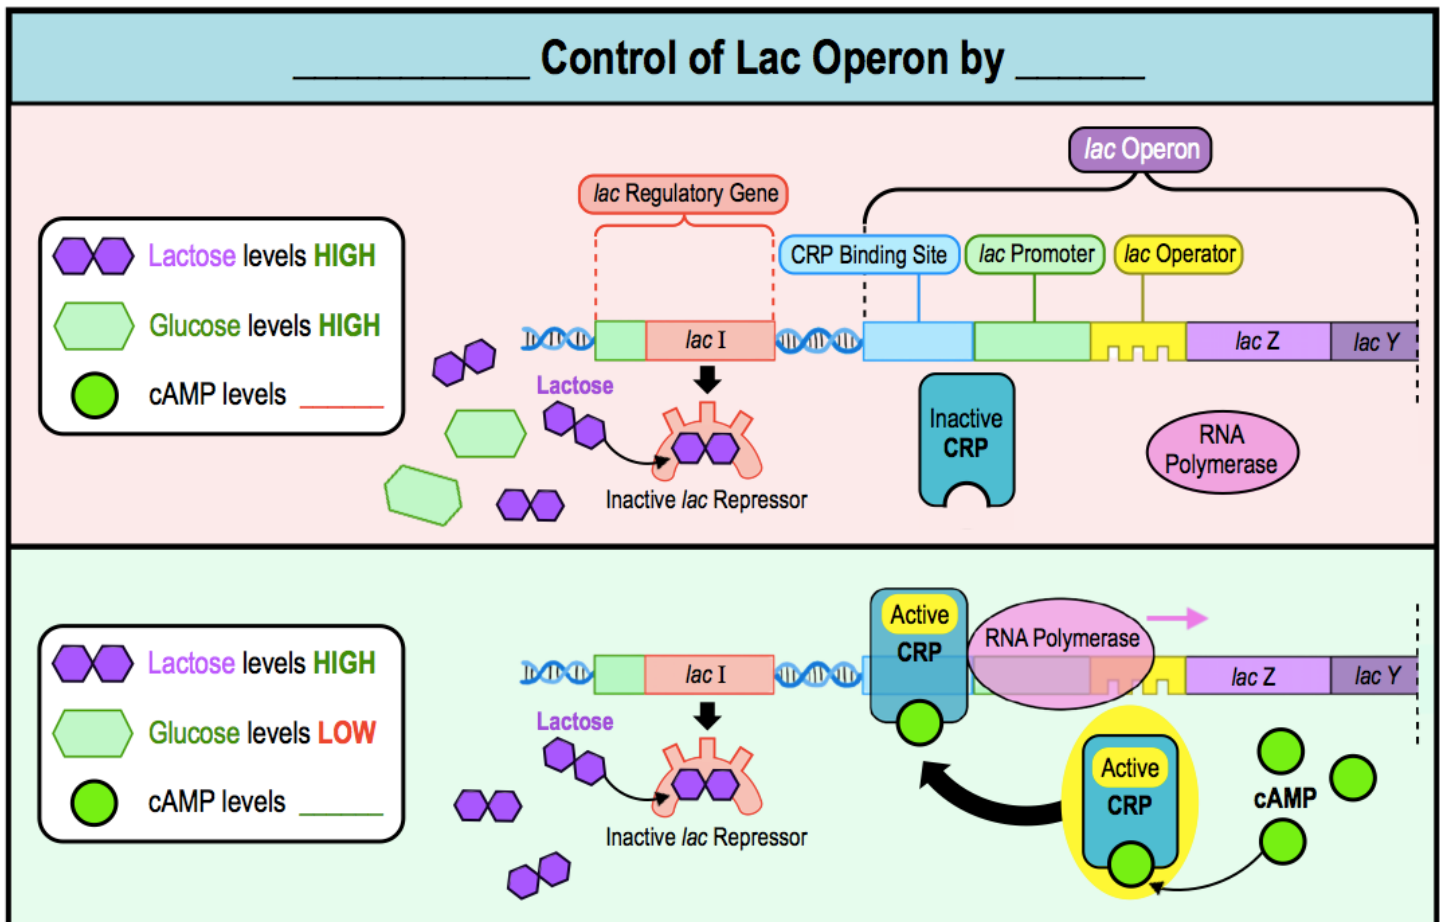 ___________ Control of Lac Operon by ______
lac Operon
lac Regulatory Gene
CRP Binding Site
lac Promoter
lac Operator
Lactose levels HIGH
Glucose levels HIGH
cAMP levels ______
lac I
lac Z
lac Y
Lactose
Inactive
CRP
RNA
Polymerase
Inactive lac Repressor
Active
CRP
RNA Polymerase
Lactose levels HIGH
Glucose levels LOW
cAMP levels ______
lac I
lac Z
lac Y
Lactose
Active
CRP
cAMP
Inactive lac Repressor